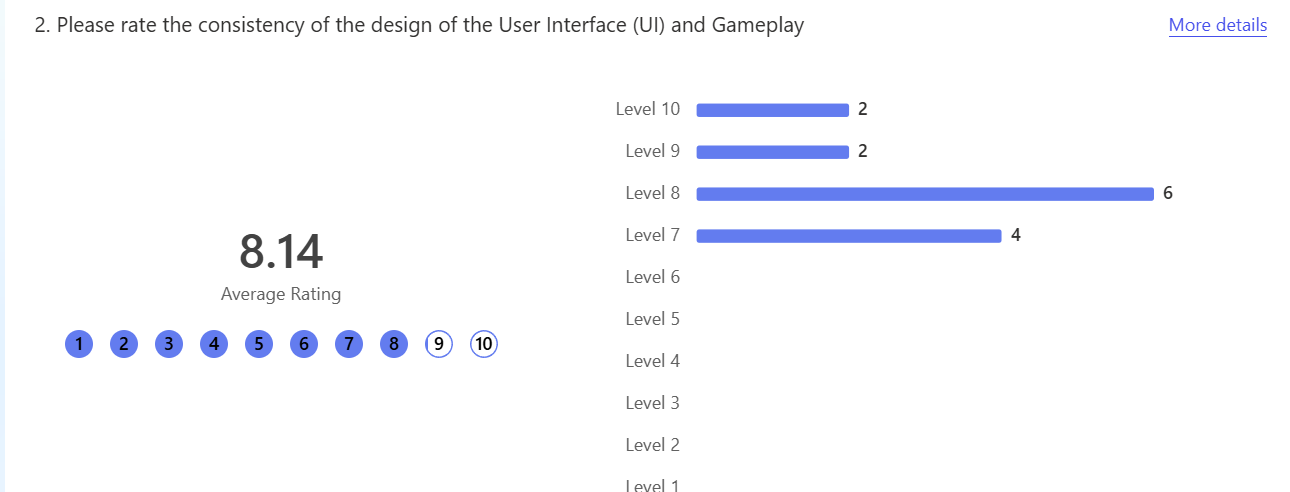 2. Please rate the consistency of the design of the User Interface (UI) and Gameplay
More details
8.14
Average Rating
1 2 3 4 5 6 7 8 9 10
Level 10 2
Level 9 2
Level 8 6
Level 7 4
Level 6
Level 5
Level 4
Level 3
Level 2
Level 1